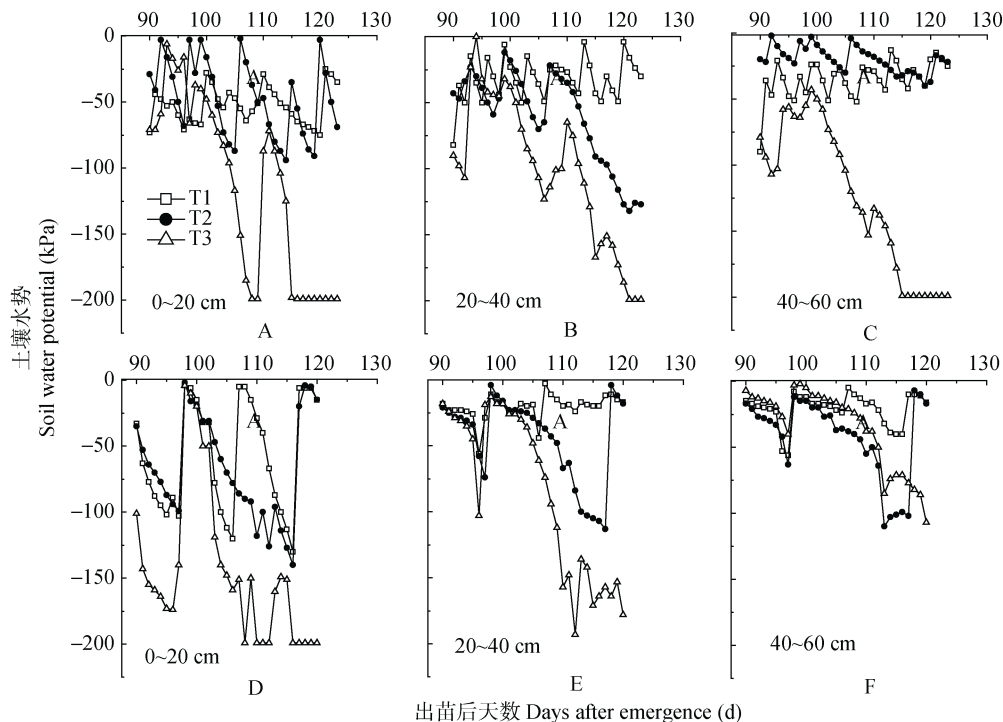 90 100 110 120 130
90 100 110 120 130
90 100 110 120 130
0
−50
−100
−150
−200
A
A
A
T1
T2
T3
0~20 cm
20~40 cm
40~60 cm
A
B
C
土壤水势
Soil water potential (kPa)
90 100 110 120 130
90 100 110 120 130
90 100 110 120 130
0
−50
−100
−150
−200
A
A
A
0~20 cm
20~40 cm
40~60 cm
D
E
F
出苗后天数 Days after emergence (d)